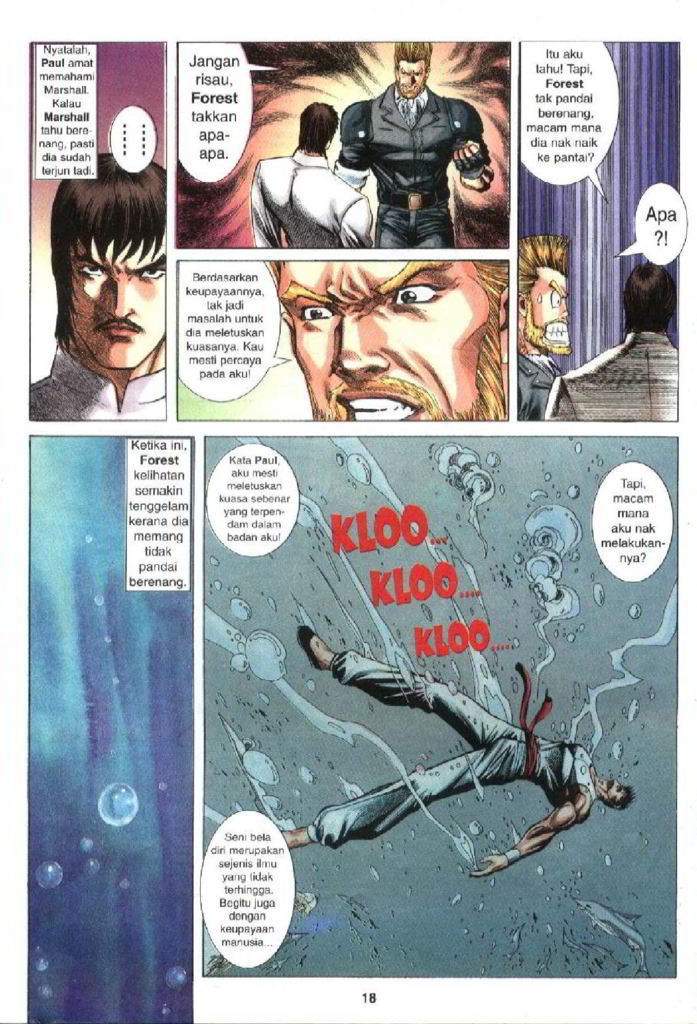 Nyatalah,
Paul amat
memahami
Marshall.
Kalau
Marshall
tahu bere-
nang, pasti
dia sudah
terjun tadi.
Jangan
risau,
Forest
takkan
apa-
apa.
Itu aku
tahu! Tapi,
Forest
tak pandai
berenang,
macam mana
dia nak naik
ke pantai?
Apa
?!
Berdasarkan
keupayaannya,
tak jadi
masalah untuk
dia meletuskan
kuasanya. Kau
mesti percaya
pada aku!
Ketika ini,
Forest
kelihatan
semakin
tenggelam
kerana dia
memang
tidak
pandai
berenang.
Kata Paul,
aku mesti
meletuskan
kuasa sebenar
yang terpen-
dam dalam
badan aku!
KLOO...
KLOO....
KLOO....
Tapi,
macam
mana
aku nak
melakukan-
nya?
Seni bela
diri merupakan
sejenis ilmu
yang tidak
terhingga.
Begitu juga
dengan
keupayaan
manusia...
18